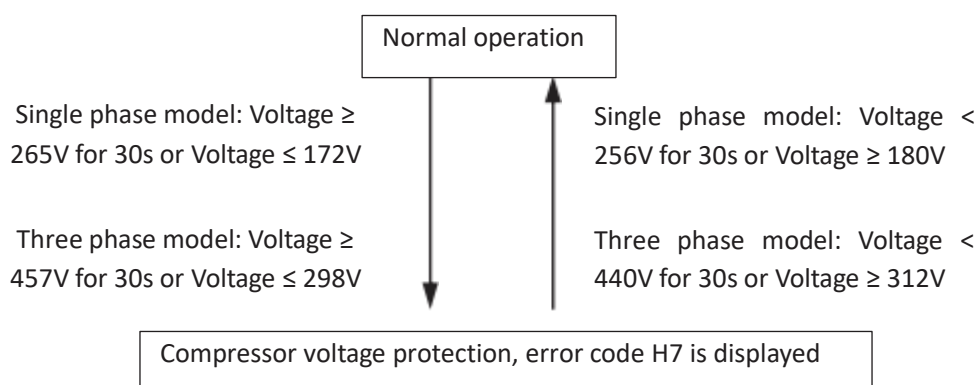 Normal operation
Single phase model: Voltage ≥
265V for 30s or Voltage ≤ 172V
Three phase model: Voltage ≥
457V for 30s or Voltage ≤ 298V
Single phase model: Voltage <
256V for 30s or Voltage ≥ 180V
Three phase model: Voltage <
440V for 30s or Voltage ≥ 312V
Compressor voltage protection, error code H7 is displayed